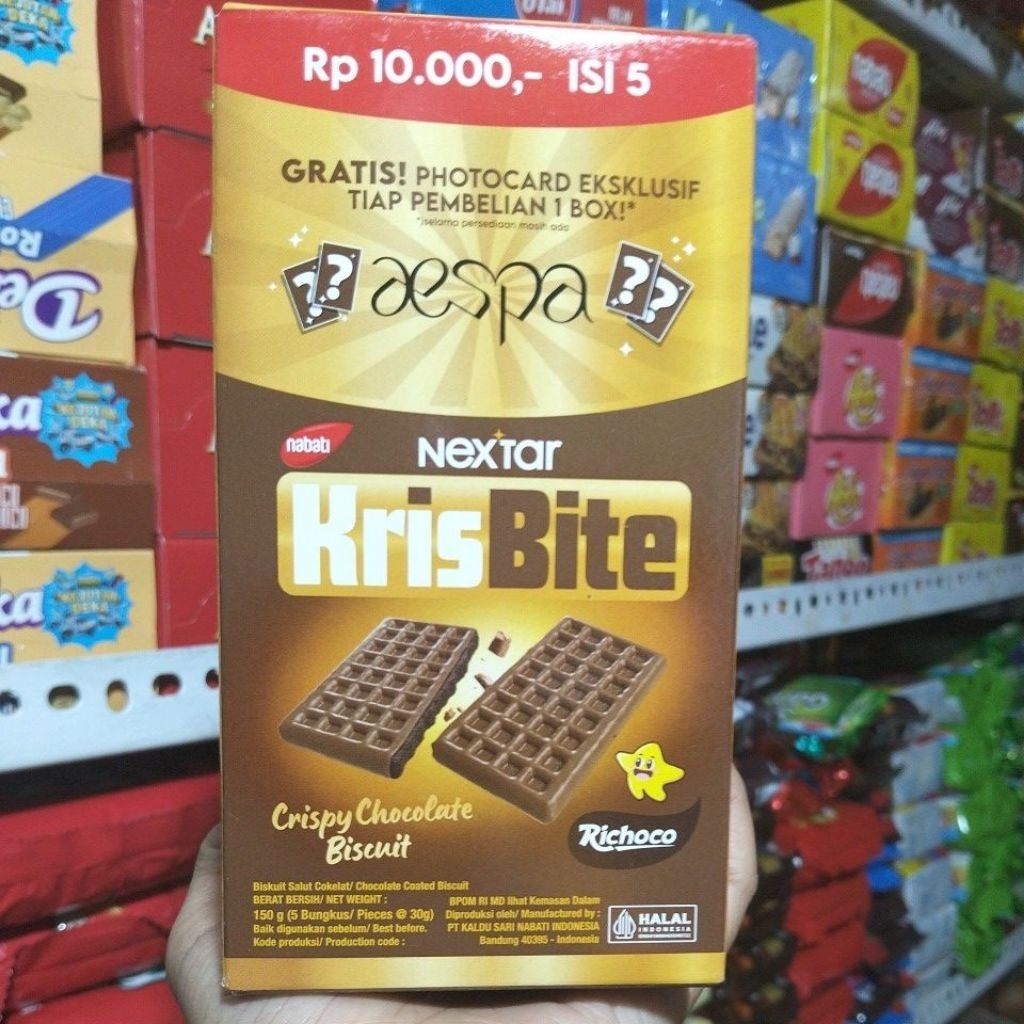 Rp 10.000,- ISI 5
GRATIS! PHOTOCARD EKSKLUSIF
TIAP PEMBELIAN 1 BOX!*
*)selama persediaan masih ada
? ? aespa ? ?
nabati
NEXTAR
KrisBite
Crispy Chocolate
Biscuit
Richoco
Biskuit Salut Cokelat/ Chocolate Coated Biscuit
BERAT BERSIH/ NET WEIGHT :
150 g (5 Bungkus/ Pieces @ 30g)
Baik digunakan sebelum/ Best before.
Kode produksi/ Production code :
BPOM RI MD lihat Kemasan Dalam
Diproduksi oleh/ Manufactured by :
PT KALDU SARI NABATI INDONESIA
Bandung 40395 - Indonesia
HALAL
INDONESIA
nabati
nabati